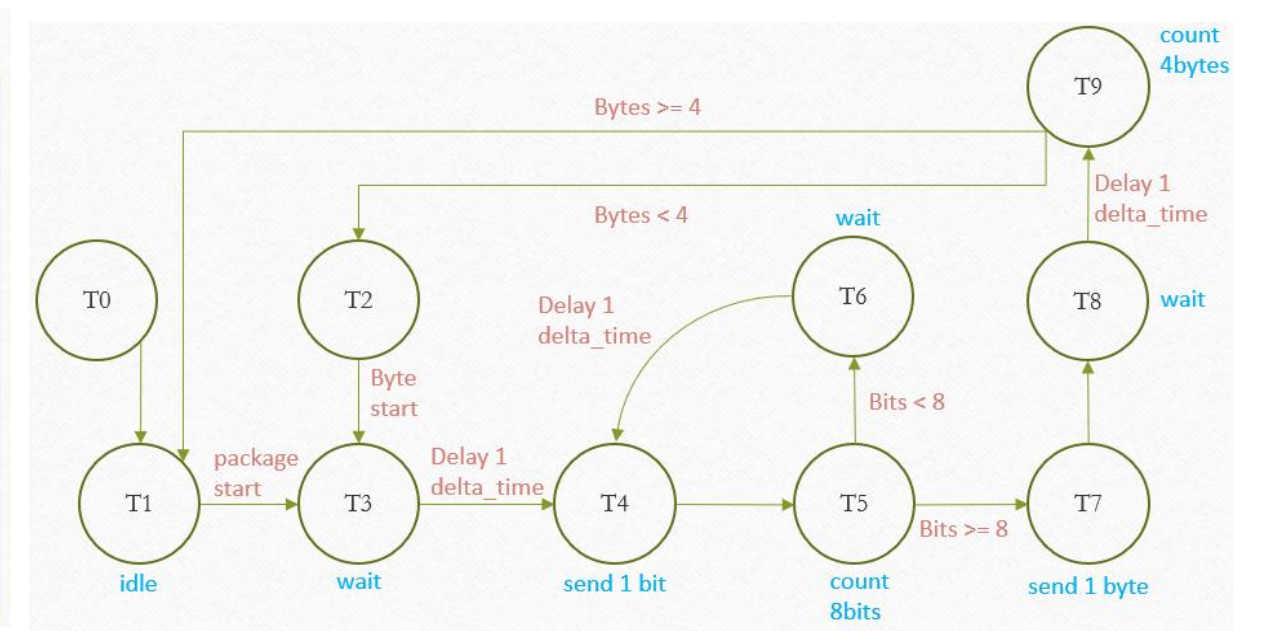 count
4bytes
T9
Bytes >= 4
Delay 1
delta_time
Bytes < 4
wait
T0
T2
T6
T8
wait
Delay 1
delta_time
Byte
start
Bits < 8
package
start
Delay 1
delta_time
T1
T3
T4
T5
T7
Bits >= 8
idle
wait
send 1 bit
count
8bits
send 1 byte